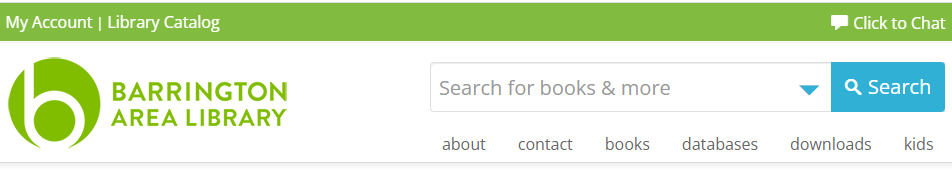 My Account | Library Catalog
Click to Chat
b BARRINGTON
AREA LIBRARY
Search for books & more
Search
about contact books databases downloads kids